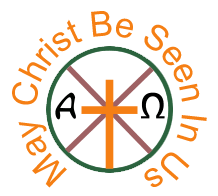 May Christ Be Seen In Us
Α Ω